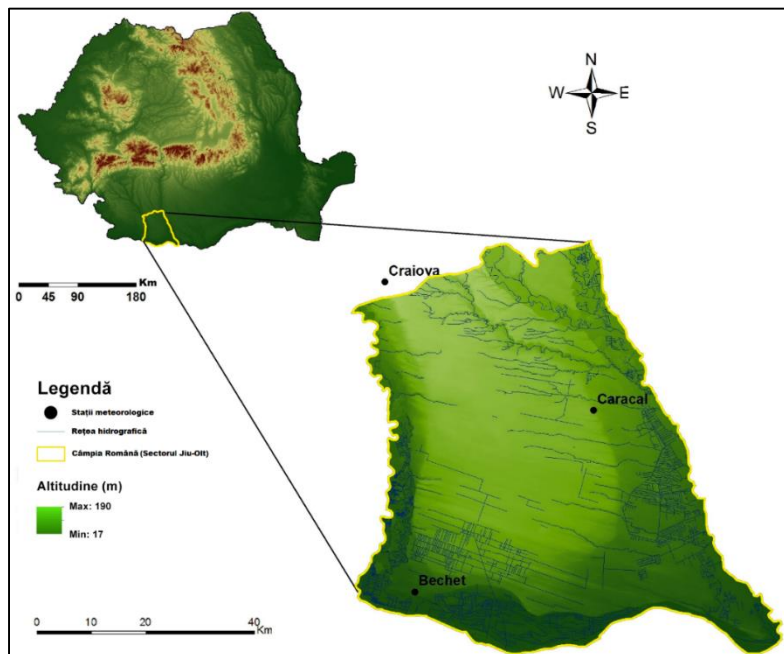 N
W E
S
Km
0 45 90 180
Craiova
Caracal
Bechet
Legendă
Stații meteorologice
Rețea hidrografică
Câmpia Română (Sectorul Jiu-Olt)
Altitudine (m)
Max: 190
Min: 17
0 10 20 40
Km